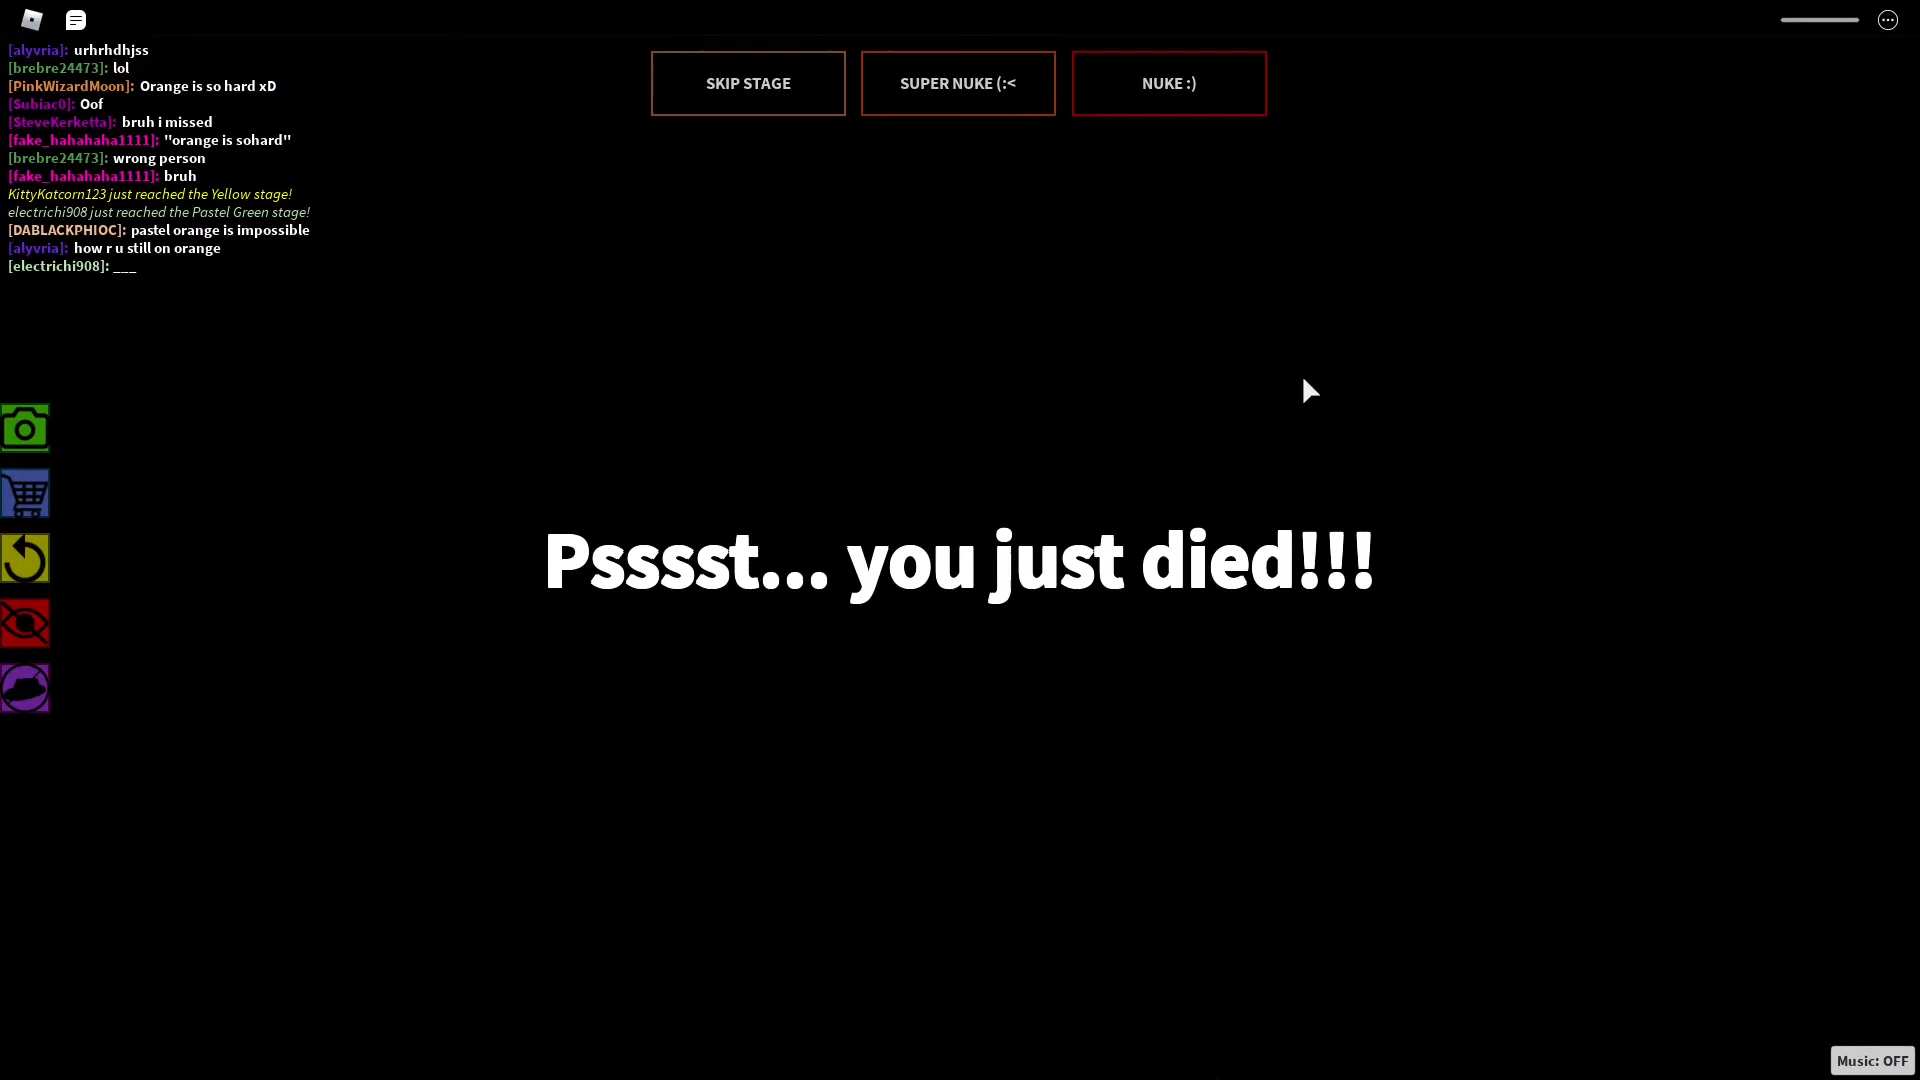 [alyvria]: urhrhdhjss
[brebre24473]: lol
[PinkWizardMoon]: Orange is so hard xD
[$ubiac0]: Oof
[$teveKerketta]: bruh i missed
[fake_hahahaha1111]: "orange is sohard"
[brebre24473]: wrong person
[fake_hahahaha1111]: bruh
KittyKatcorn123 just reached the Yellow stage!
electrichi908 just reached the Pastel Green stage!
[DABLACKPHIOC]: pastel orange is impossible
[alyvria]: how r u still on orange
[electrichi908]: ___
SKIP STAGE
SUPER NUKE (:<
NUKE :)
Psssst... you just died!!!
Music: OFF